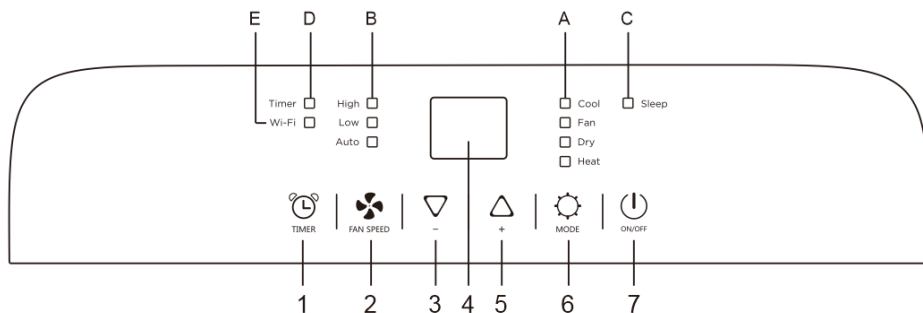 E D B A C
Timer High Cool Sleep
Wi-Fi Low Fan
Auto Dry
Heat
TIMER FAN SPEED - + MODE ON/OFF
1 2 3 4 5 6 7